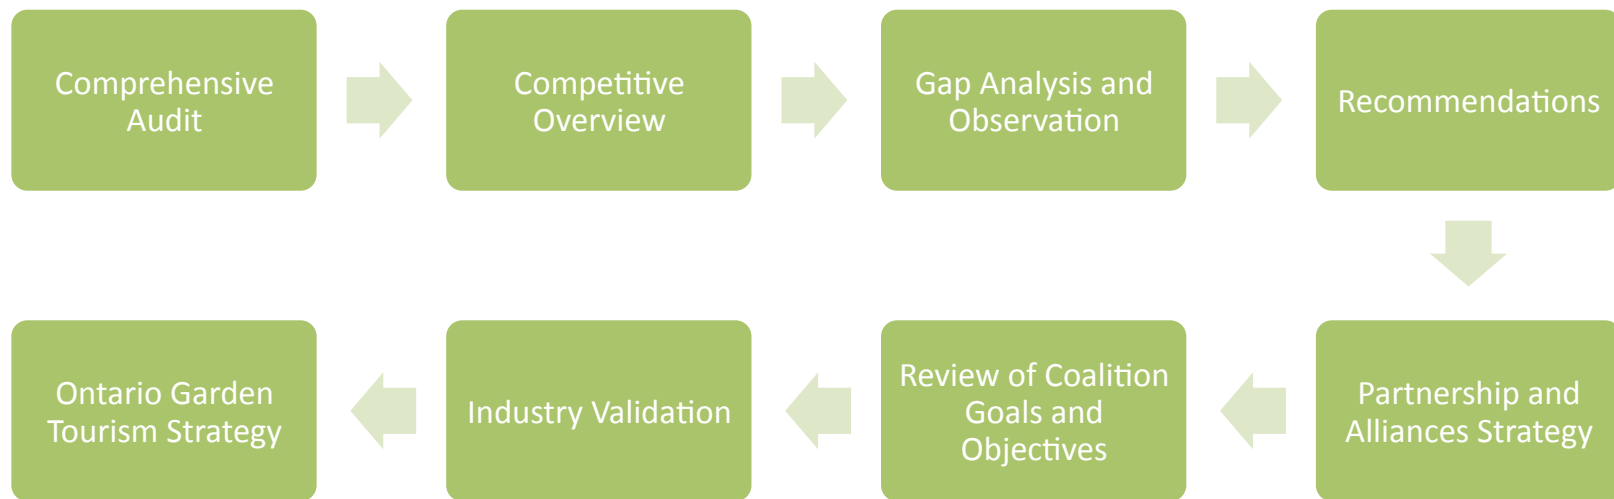 Comprehensive
Audit
Competitive
Overview
Gap Analysis and
Observation
Recommendations
Partnership and
Alliances Strategy
Review of Coalition
Goals and
Objectives
Industry Validation
Ontario Garden
Tourism Strategy